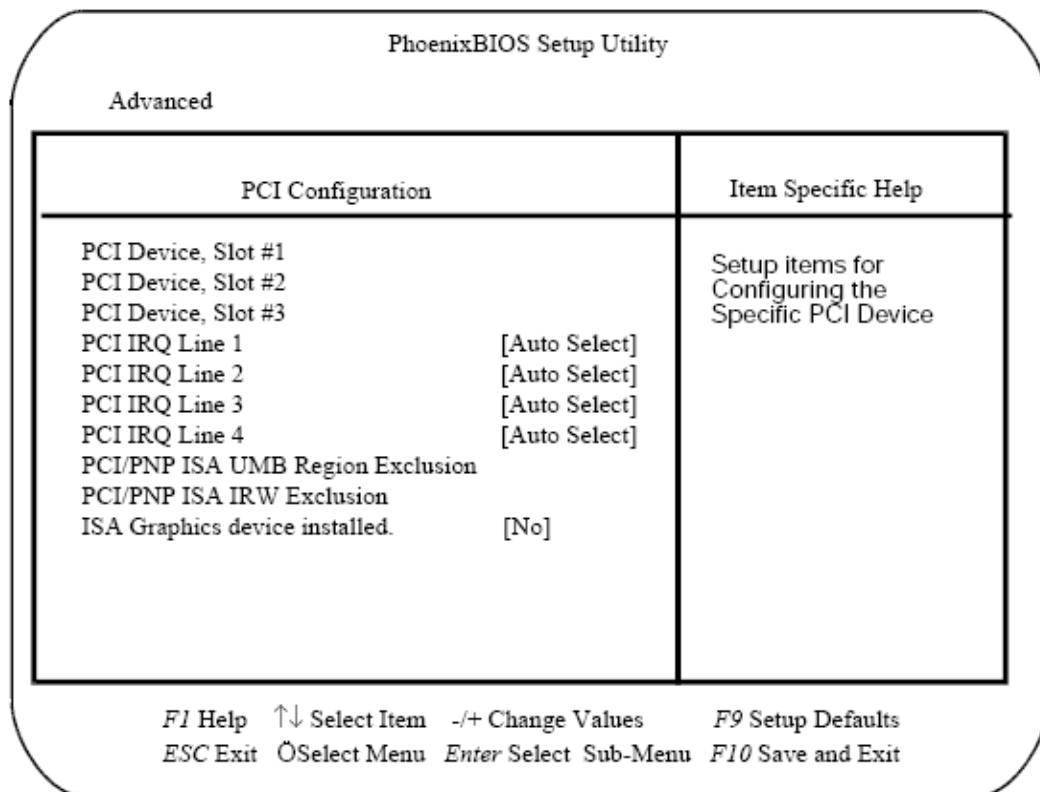 PhoenixBIOS Setup Utility
Advanced
PCI Configuration
Item Specific Help
PCI Device, Slot #1
PCI Device, Slot #2
PCI Device, Slot #3
PCI IRQ Line 1 [Auto Select]
PCI IRQ Line 2 [Auto Select]
PCI IRQ Line 3 [Auto Select]
PCI IRQ Line 4 [Auto Select]
PCI/PNP ISA UMB Region Exclusion
PCI/PNP ISA IRW Exclusion
ISA Graphics device installed. [No]
Setup items for
Configuring the
Specific PCI Device
F1 Help ↑↓ Select Item -/+ Change Values F9 Setup Defaults
ESC Exit ÖSelect Menu Enter Select Sub-Menu F10 Save and Exit